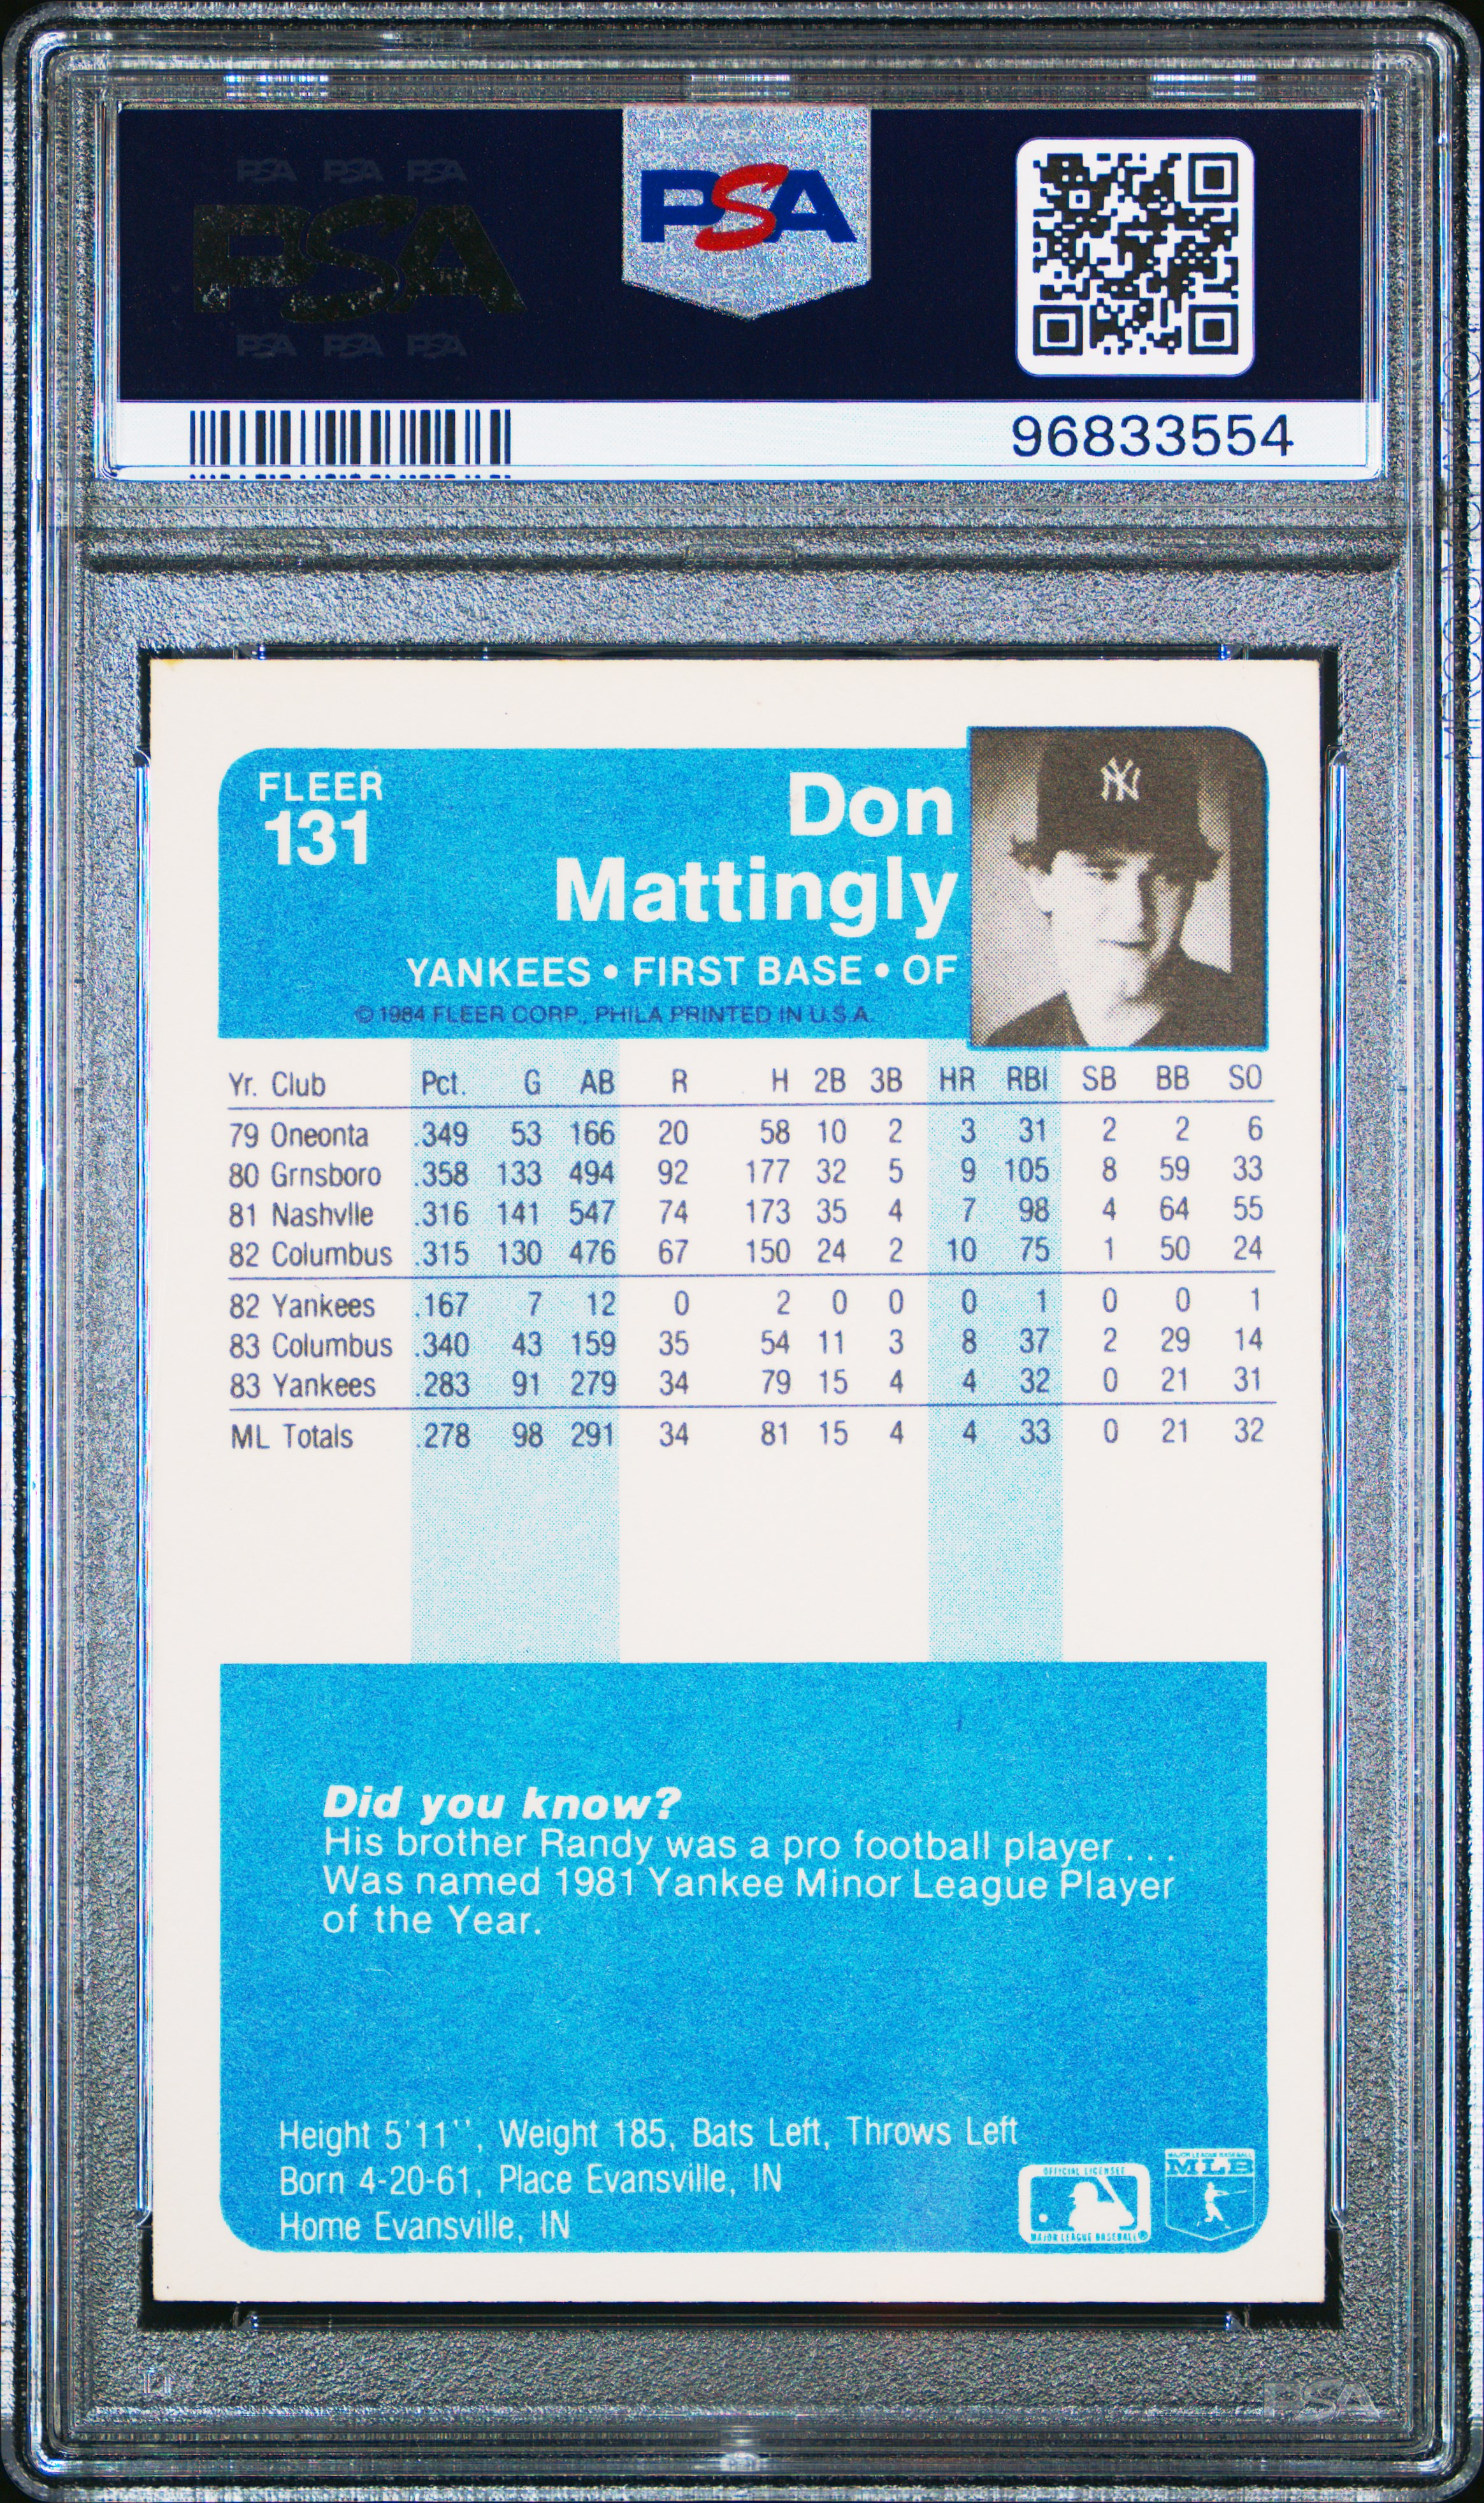 PSA PSA PSA
PSA
PSA PSA PSA
PSA
96833554
FLEER
131
Don
Mattingly
YANKEES • FIRST BASE • OF
© 1984 FLEER CORP., PHILA PRINTED IN U.S.A.
NY
Yr. Club Pct. G AB R H 2B 3B HR RBI SB BB SO
79 Oneonta .349 53 166 20 58 10 2 3 31 2 2 6
80 Grnsboro .358 133 494 92 177 32 5 9 105 8 59 33
81 Nashvlle .316 141 547 74 173 35 4 7 98 4 64 55
82 Columbus .315 130 476 67 150 24 2 10 75 1 50 24
82 Yankees .167 7 12 0 2 0 0 0 1 0 0 1
83 Columbus .340 43 159 35 54 11 3 8 37 2 29 14
83 Yankees .283 91 279 34 79 15 4 4 32 0 21 31
ML Totals .278 98 291 34 81 15 4 4 33 0 21 32
Did you know?
His brother Randy was a pro football player . . .
Was named 1981 Yankee Minor League Player
of the Year.
Height 5'11'', Weight 185, Bats Left, Throws Left
Born 4-20-61, Place Evansville, IN
Home Evansville, IN
OFFICIAL LICENSEE
MAJOR LEAGUE BASEBALL®
MAJOR LEAGUE BASEBALL
MLB
PSA